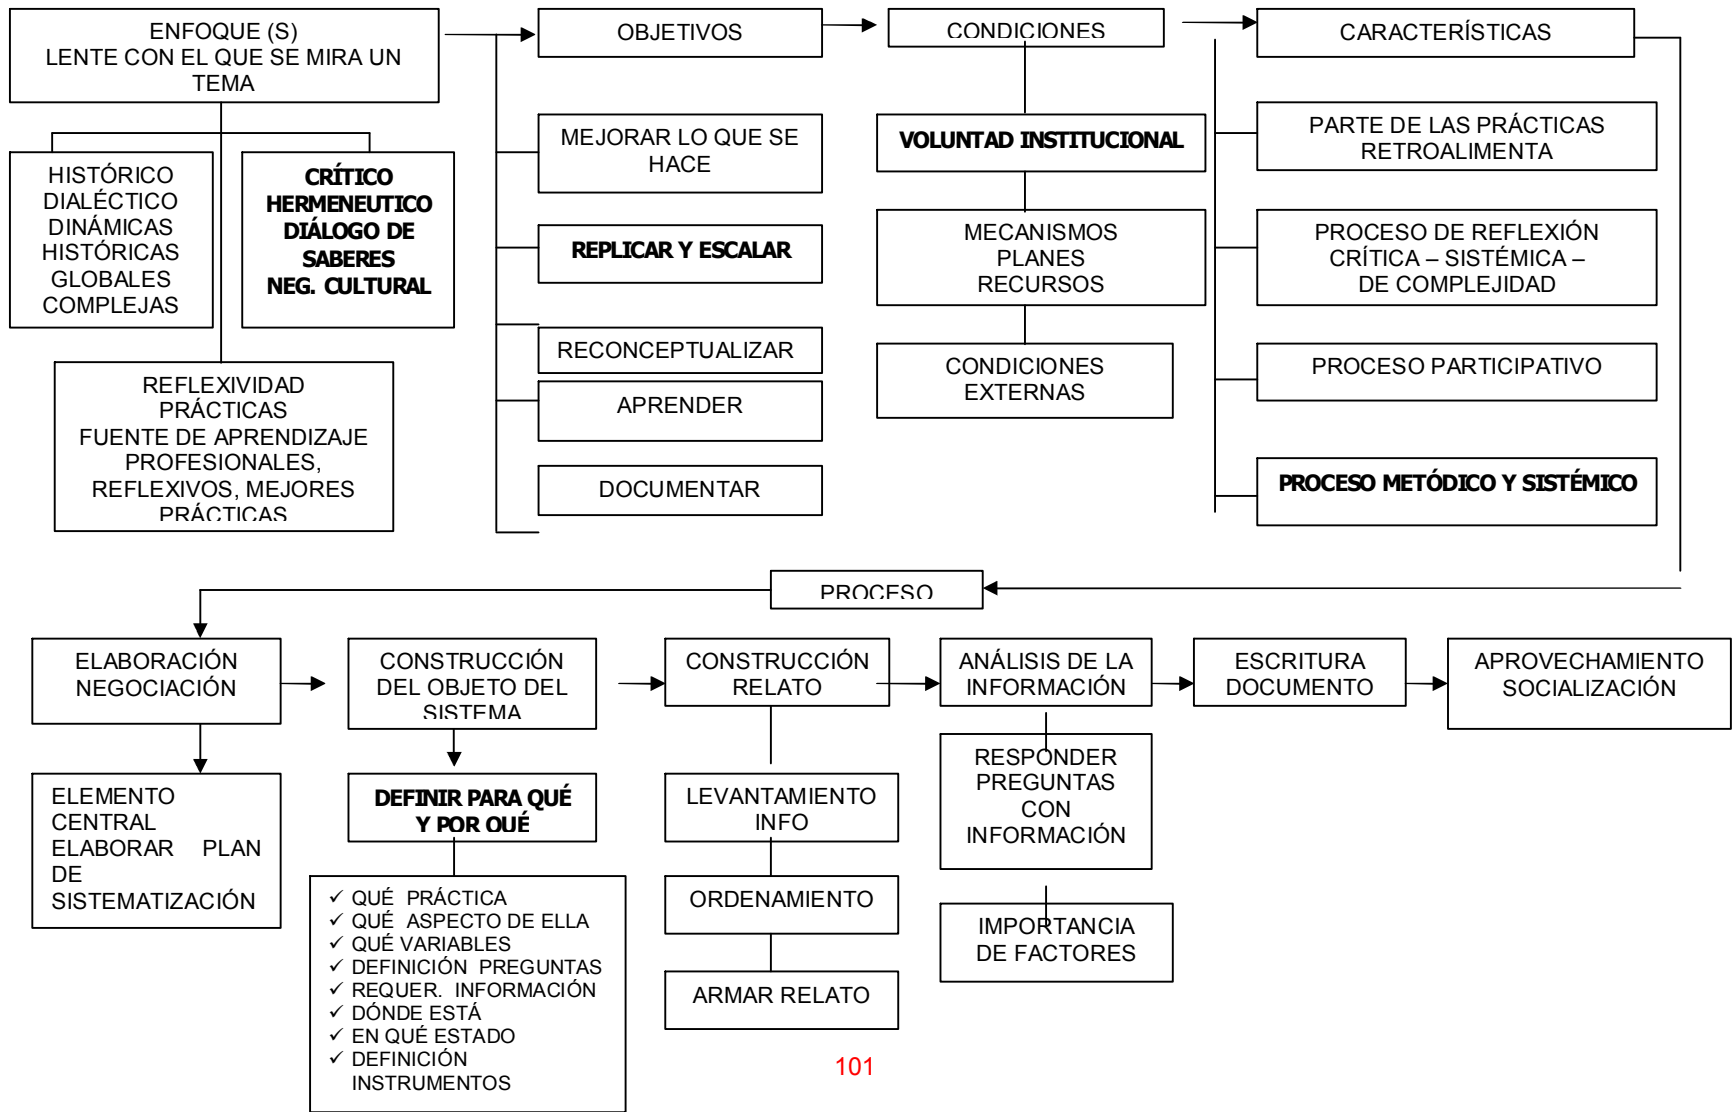 ENFOQUE (S)
LENTE CON EL QUE SE MIRA UN
TEMA
OBJETIVOS
CONDICIONES
CARACTERÍSTICAS
HISTÓRICO
DIALÉCTICO
DINÁMICAS
HISTÓRICAS
GLOBALES
COMPLEJAS
CRÍTICO
HERMENEUTICO
DIÁLOGO DE
SABERES
NEG. CULTURAL
REFLEXIVIDAD
PRÁCTICAS
FUENTE DE APRENDIZAJE
PROFESIONALES,
REFLEXIVOS, MEJORES
PRÁCTICAS
MEJORAR LO QUE SE
HACE
REPLICAR Y ESCALAR
RECONCEPTUALIZAR
APRENDER
DOCUMENTAR
VOLUNTAD INSTITUCIONAL
MECANISMOS
PLANES
RECURSOS
CONDICIONES
EXTERNAS
PARTE DE LAS PRÁCTICAS
RETROALIMENTA
PROCESO DE REFLEXIÓN
CRÍTICA – SISTÉMICA –
DE COMPLEJIDAD
PROCESO PARTICIPATIVO
PROCESO METÓDICO Y SISTÉMICO
PROCESO
ELABORACIÓN
NEGOCIACIÓN
CONSTRUCCIÓN
DEL OBJETO DEL
SISTEMA
CONSTRUCCIÓN
RELATO
ANÁLISIS DE LA
INFORMACIÓN
ESCRITURA
DOCUMENTO
APROVECHAMIENTO
SOCIALIZACIÓN
ELEMENTO
CENTRAL
ELABORAR PLAN
DE
SISTEMATIZACIÓN
DEFINIR PARA QUÉ
Y POR QUÉ
✓ QUÉ PRÁCTICA
✓ QUÉ ASPECTO DE ELLA
✓ QUÉ VARIABLES
✓ DEFINICIÓN PREGUNTAS
✓ REQUER. INFORMACIÓN
✓ DÓNDE ESTÁ
✓ EN QUÉ ESTADO
✓ DEFINICIÓN
INSTRUMENTOS
LEVANTAMIENTO
INFO
ORDENAMIENTO
ARMAR RELATO
RESPONDER
PREGUNTAS
CON
INFORMACIÓN
IMPORTANCIA
DE FACTORES
101